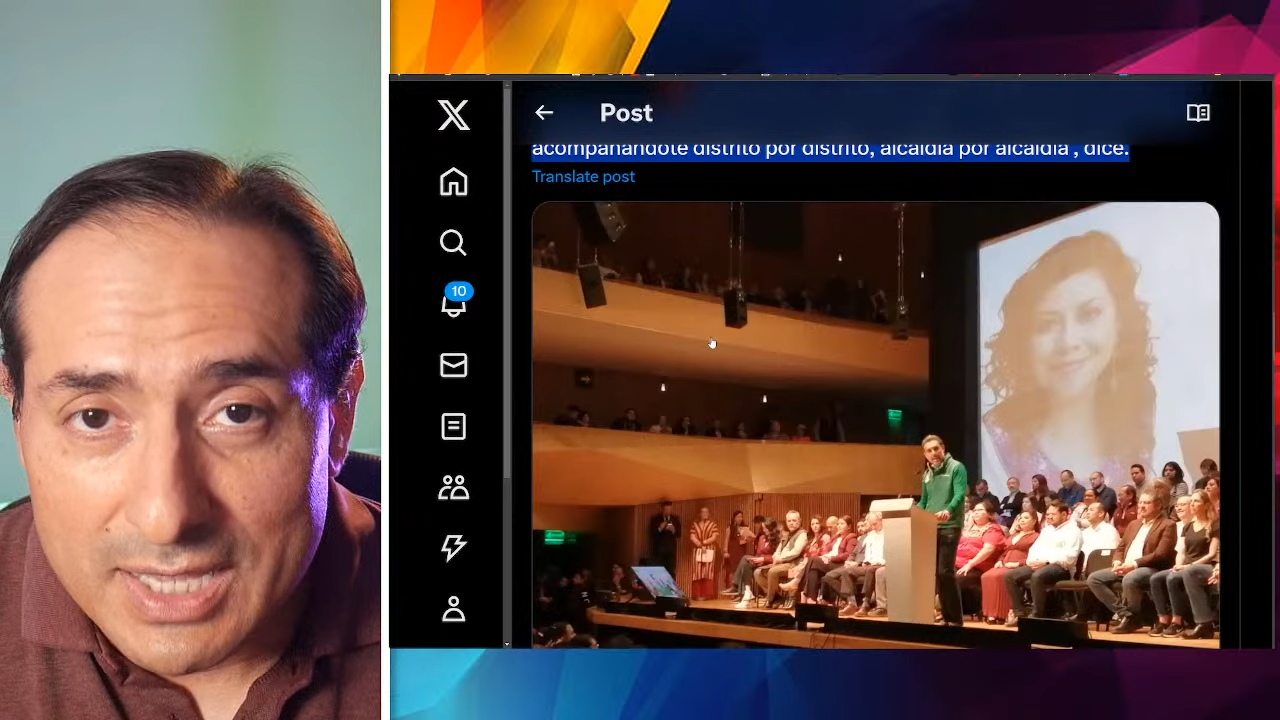 Post
acompañándote distrito por distrito, alcaldía por alcaldía , dice.
Translate post
10